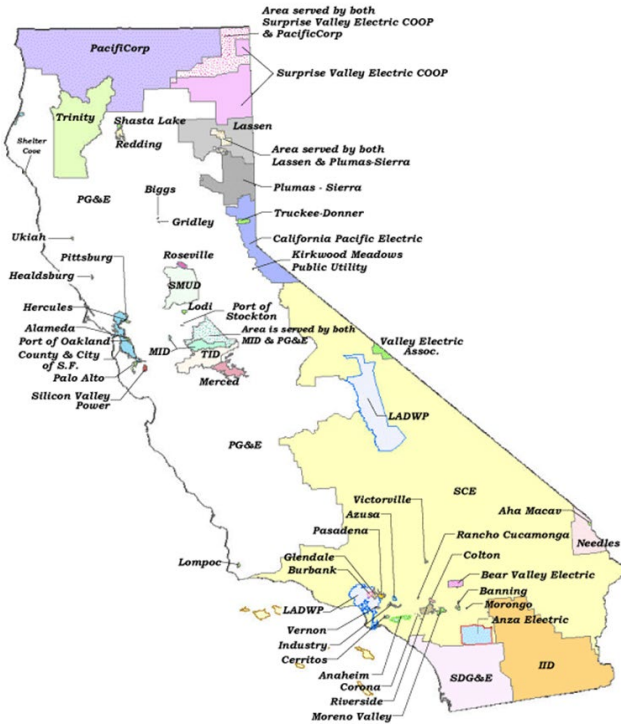 Area served by both
Surprise Valley Electric COOP
& PacificCorp
PacifiCorp
Surprise Valley Electric COOP
Trinity
Shasta Lake
Redding
Lassen
Shelter
Cove
Area served by both
Lassen & Plumas-Sierra
Biggs
Plumas - Sierra
PG&E
Gridley
Truckee-Donner
Ukiah
California Pacific Electric
Pittsburg
Roseville
Kirkwood Meadows
Public Utility
Healdsburg
SMUD
Hercules
Lodi
Port of
Stockton
Alameda
Port of Oakland
Area is served by both
MID & PG&E
County & City
of S.F.
MID
TID
Valley Electric
Assoc.
Palo Alto
Merced
Silicon Valley
Power
LADWP
PG&E
SCE
Victorville
Azusa
Aha Macav
Pasadena
Rancho Cucamonga
Needles
Glendale
Colton
Lompoc
Burbank
Bear Valley Electric
Banning
LADWP
Morongo
Anza Electric
Vernon
Industry
Cerritos
Anaheim
Corona
Riverside
Moreno Valley
SDG&E
IID